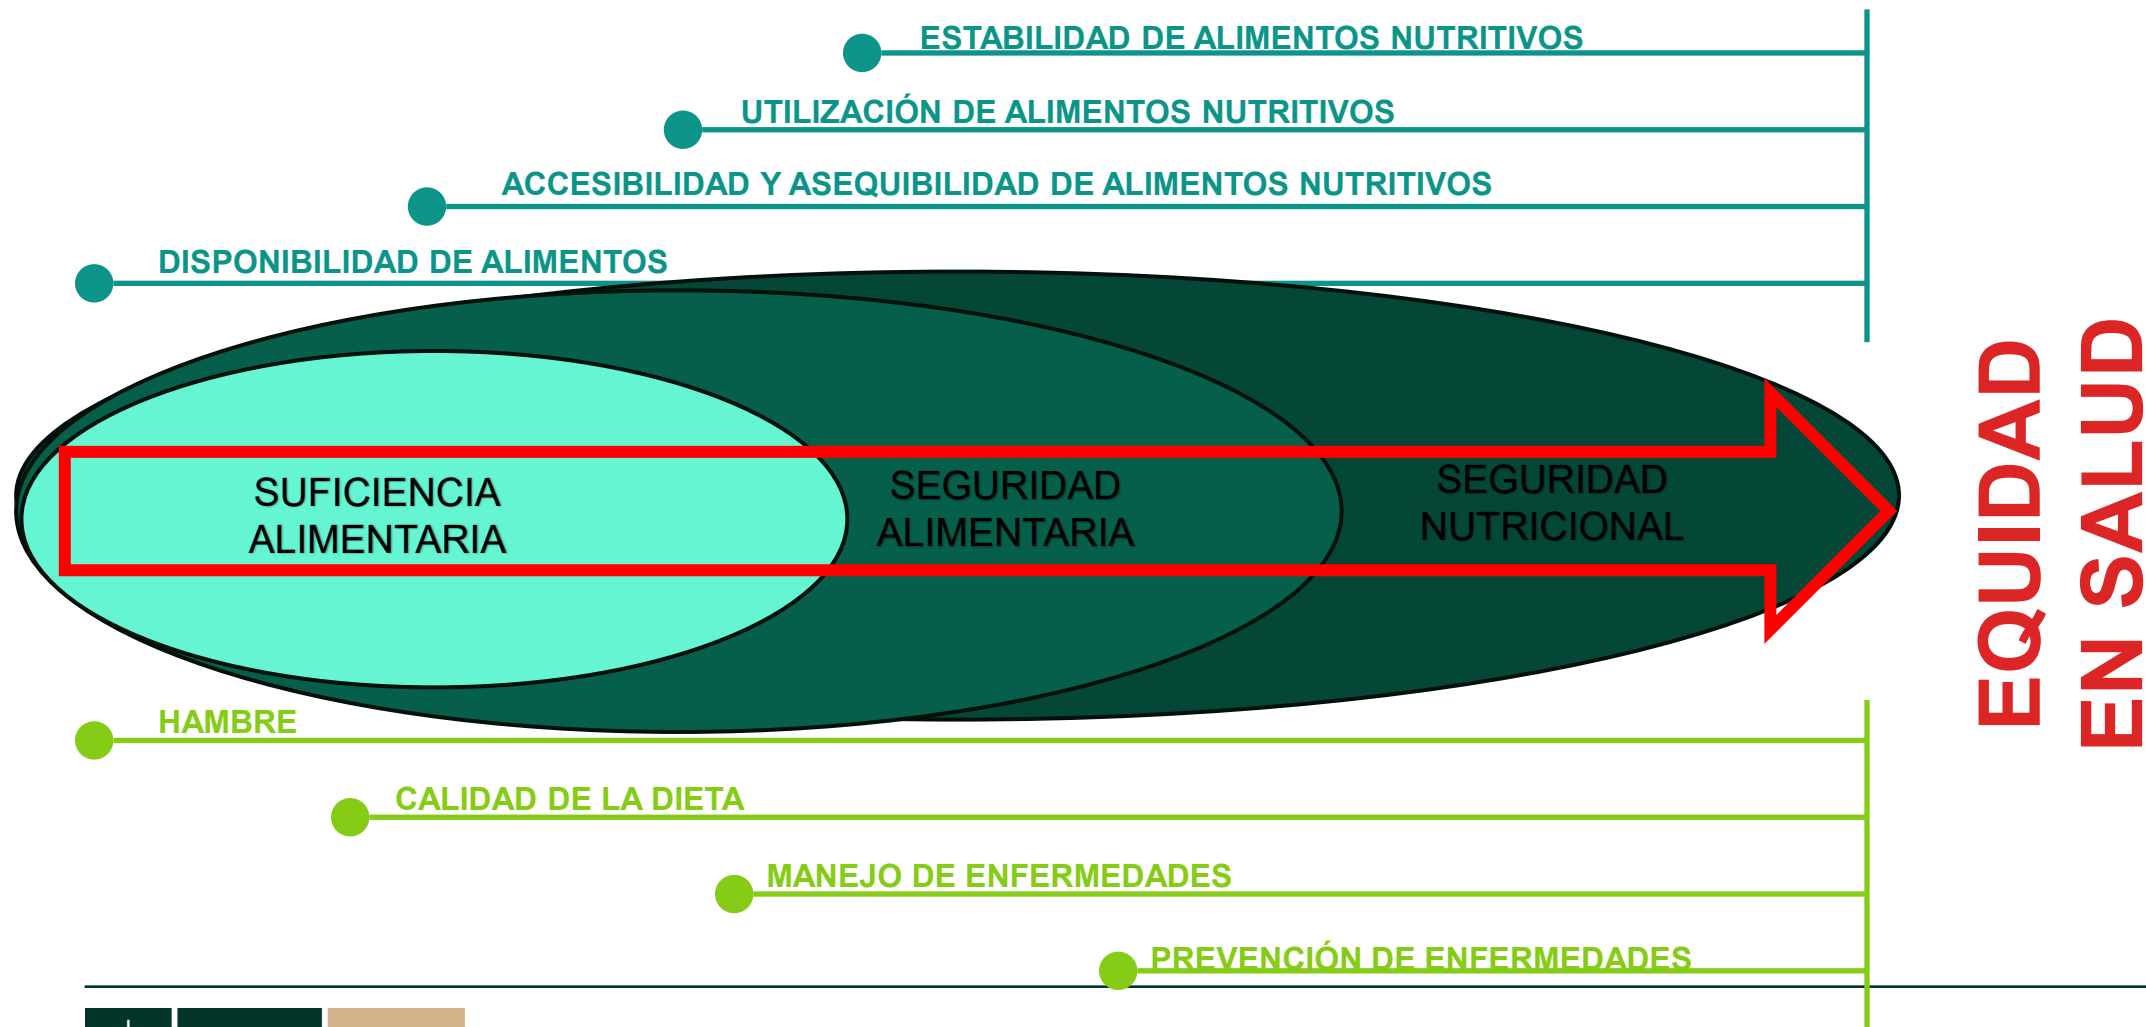 ESTABILIDAD DE ALIMENTOS NUTRITIVOS
UTILIZACIÓN DE ALIMENTOS NUTRITIVOS
ACCESIBILIDAD Y ASEQUIBILIDAD DE ALIMENTOS NUTRITIVOS
DISPONIBILIDAD DE ALIMENTOS
SUFICIENCIA
ALIMENTARIA
SEGURIDAD
ALIMENTARIA
SEGURIDAD
NUTRICIONAL
EQUIDAD
EN SALUD
HAMBRE
CALIDAD DE LA DIETA
MANEJO DE ENFERMEDADES
PREVENCIÓN DE ENFERMEDADES